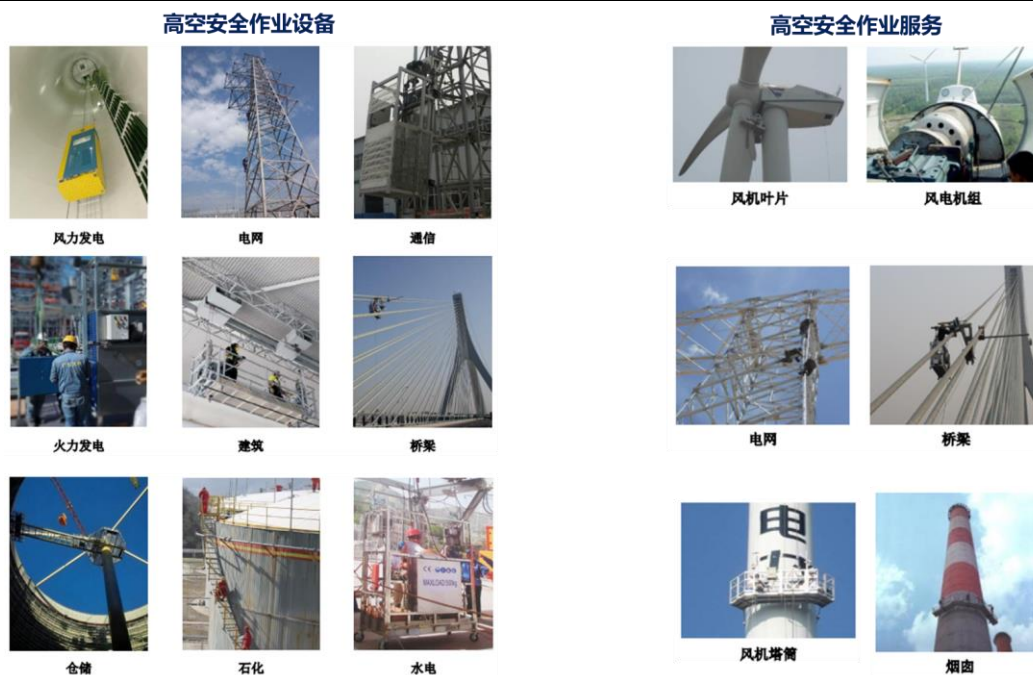 高空安全作业设备
高空安全作业服务
风力发电
电网
通信
风机叶片
风电机组
火力发电
建筑
桥梁
电网
桥梁
MAXLOAD
电
仓储
石化
水电
风机塔筒
烟囱